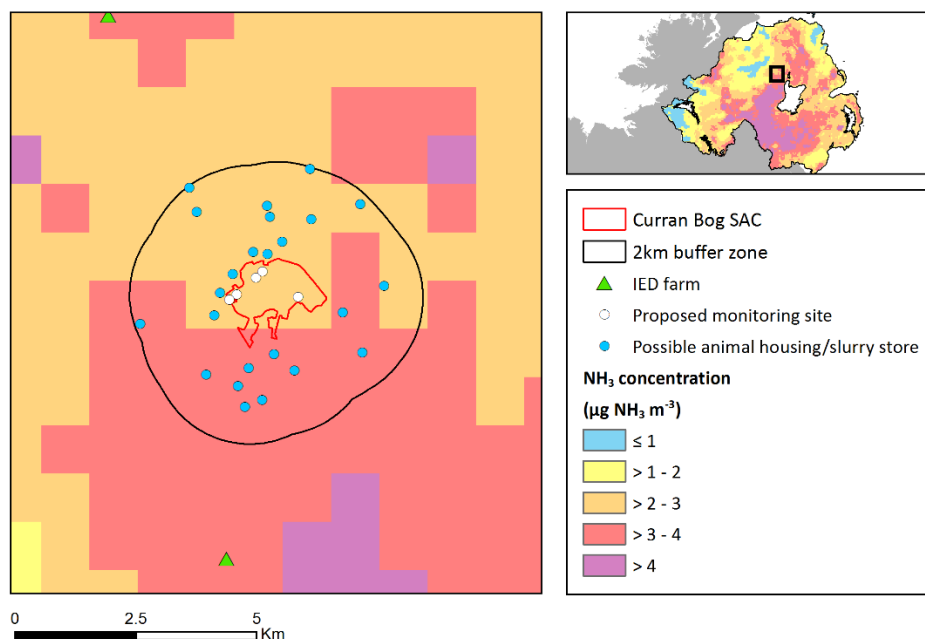 Curran Bog SAC
2km buffer zone
IED farm
Proposed monitoring site
Possible animal housing/slurry store
NH₃ concentration
(µg NH₃ m⁻³)
≤ 1
> 1 - 2
> 2 - 3
> 3 - 4
> 4
0 2.5 5
Km